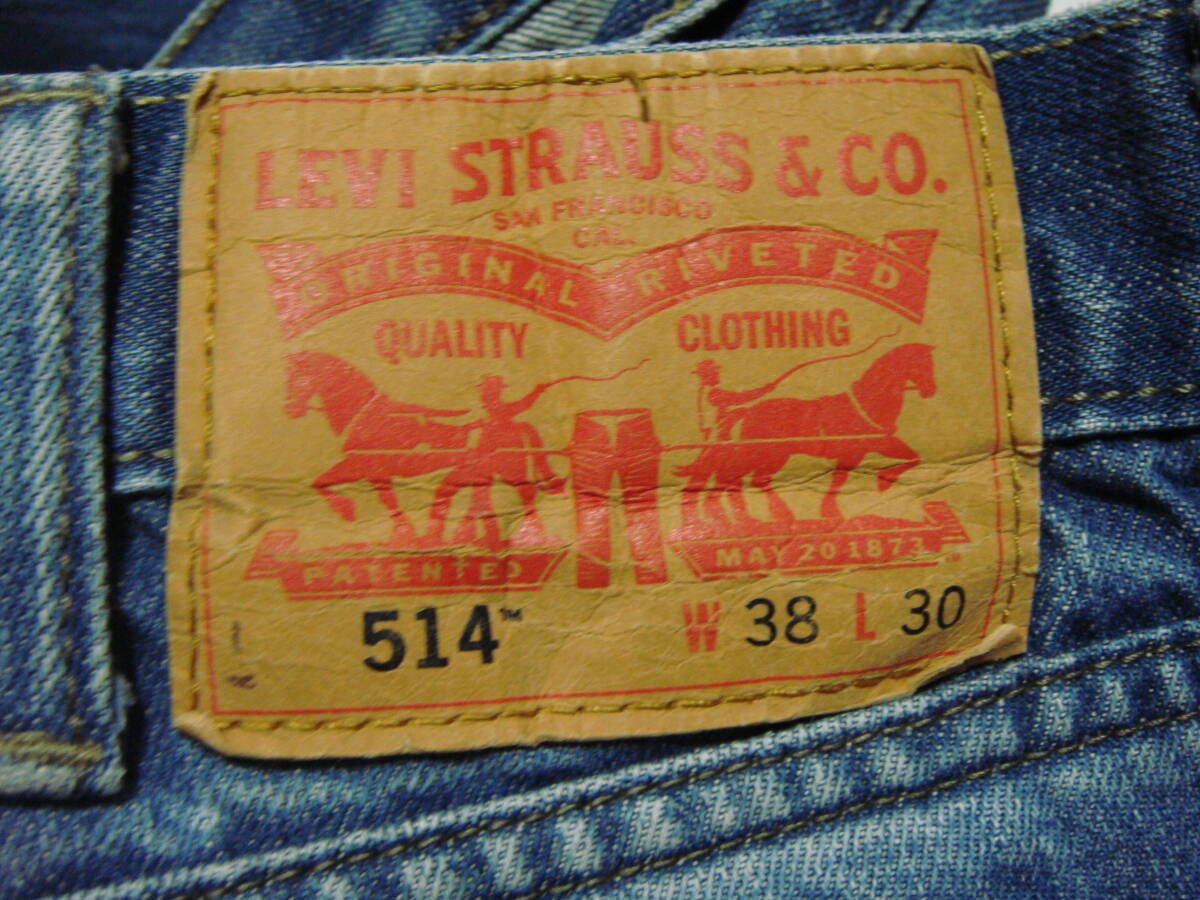 LEVI STRAUSS & CO.
SAN FRANCISCO
CAL.
ORIGINAL RIVETED
QUALITY CLOTHING
PATENTED MAY 20 1873
514™ W 38 L 30